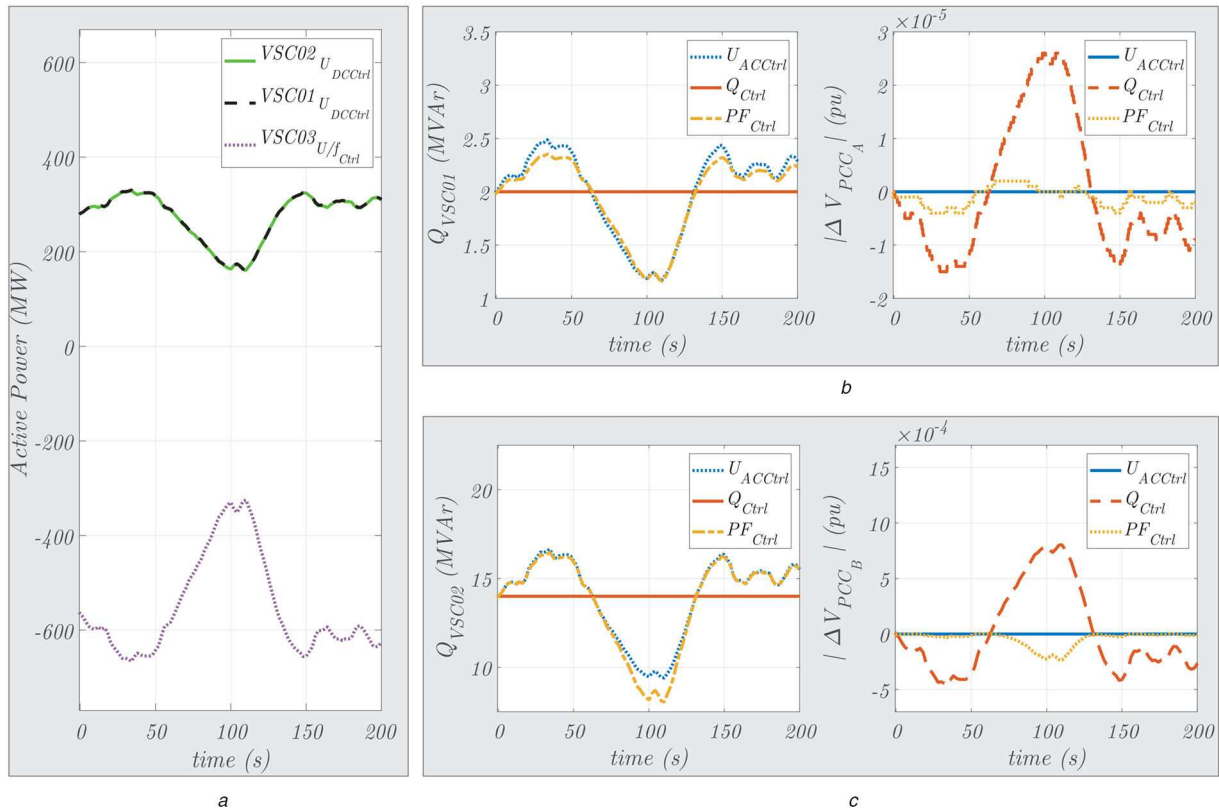 Active Power (MW)
600
400
200
0
-200
-400
-600
VSC02 U DCCtrl
VSC01 U DCCtrl
VSC03 U/f Ctrl
0 50 100 150 200
time (s)
a
Q VSC01 (MVAr)
3.5
3
2.5
2
1.5
1
U ACCtrl
Q Ctrl
PF Ctrl
0 50 100 150 200
time (s)
|Δ V PCC A | (pu)
×10-5
3
2
1
0
-1
-2
U ACCtrl
Q Ctrl
PF Ctrl
0 50 100 150 200
time (s)
b
Q VSC02 (MVAr)
20
15
10
U ACCtrl
Q Ctrl
PF Ctrl
0 50 100 150 200
time (s)
| ΔV PCC B | (pu)
×10-4
15
10
5
0
-5
U ACCtrl
Q Ctrl
PF Ctrl
0 50 100 150 200
time (s)
c